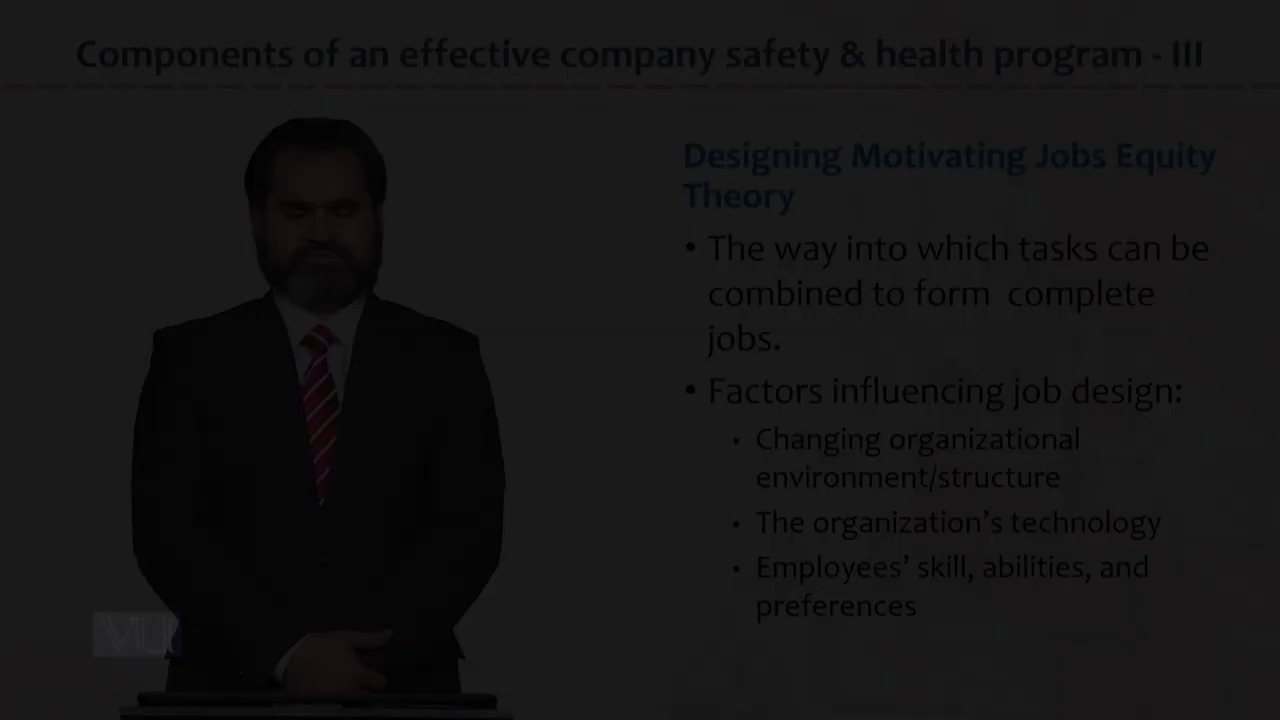 Components of an effective company safety & health program - III
Designing Motivating Jobs Equity
Theory
• The way into which tasks can be
combined to form complete
jobs.
• Factors influencing job design:
• Changing organizational
environment/structure
• The organization's technology
• Employees' skill, abilities, and
preferences
VU